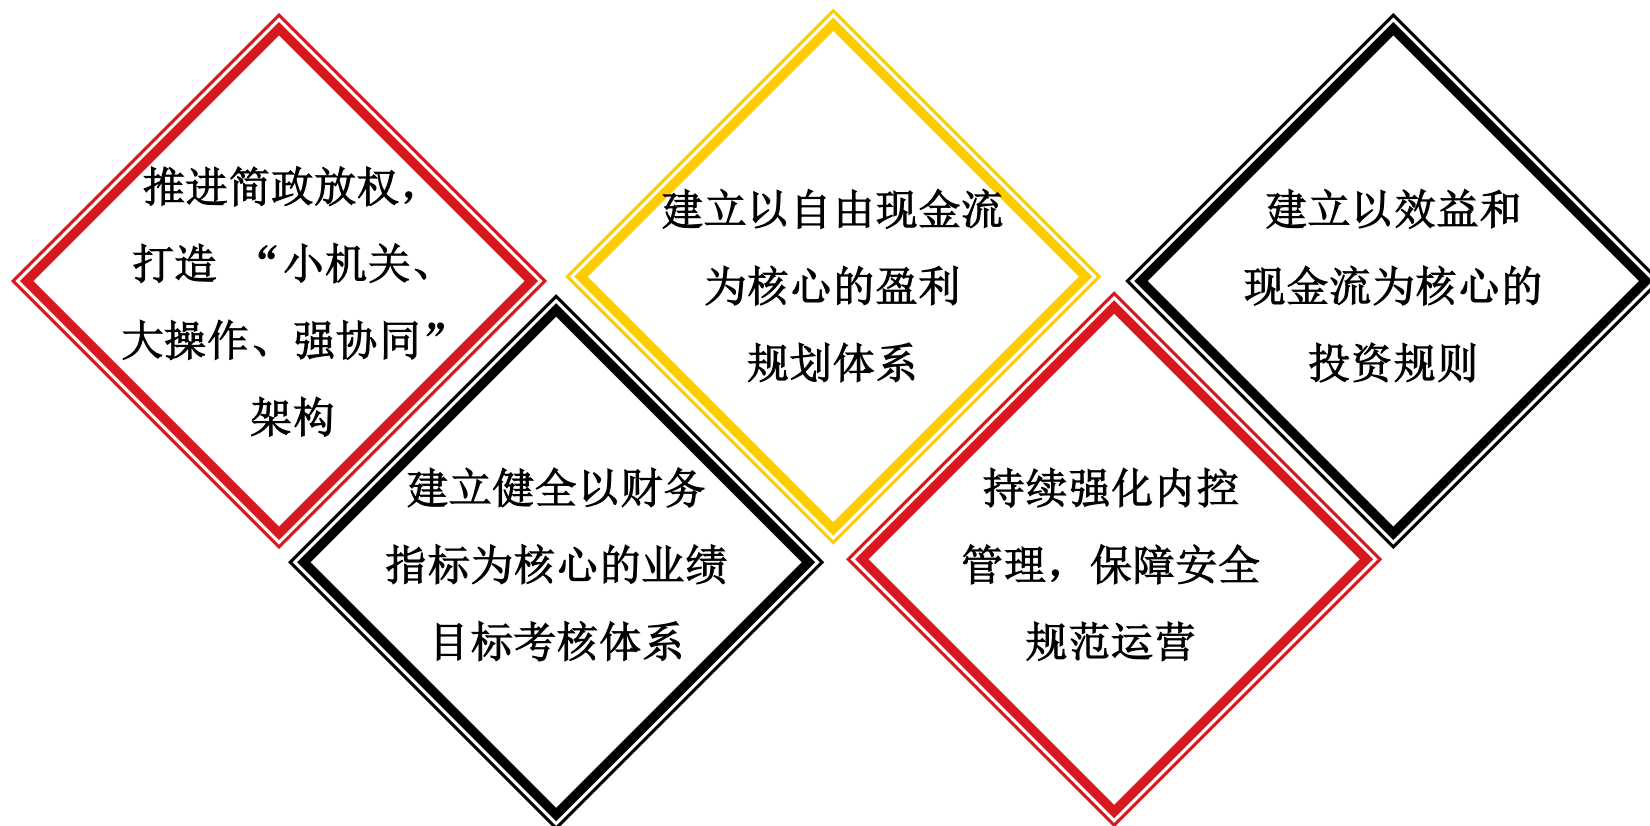 推进简政放权，
打造 “小机关、
大操作、强协同”
架构
建立健全以财务
指标为核心的业绩
目标考核体系
建立以自由现金流
为核心的盈利
规划体系
持续强化内控
管理，保障安全
规范运营
建立以效益和
现金流为核心的
投资规则